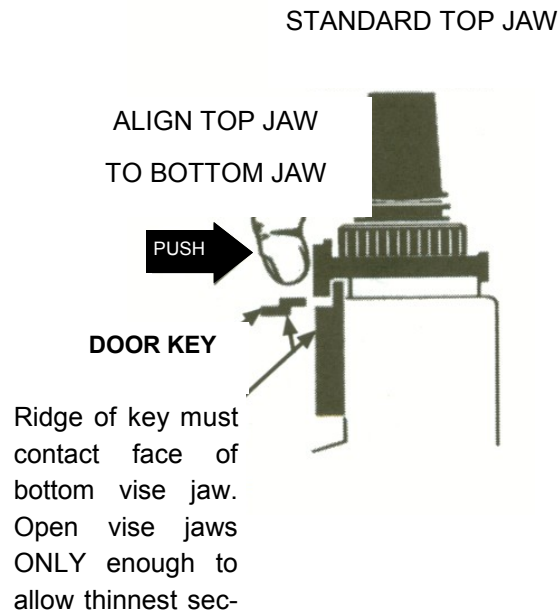 STANDARD TOP JAW
ALIGN TOP JAW
TO BOTTOM JAW
PUSH
DOOR KEY
Ridge of key must
contact face of
bottom vise jaw.
Open vise jaws
ONLY enough to
allow thinnest sec-